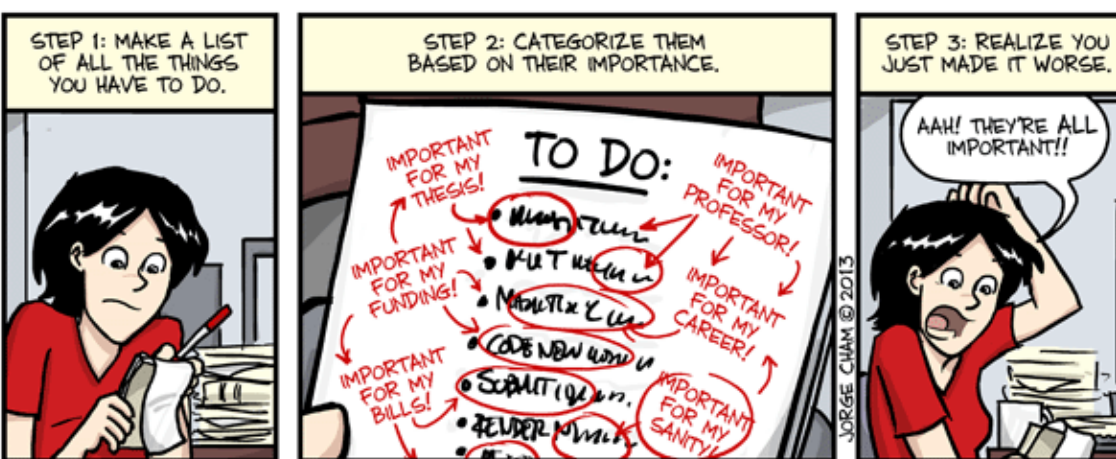 STEP 1: MAKE A LIST
OF ALL THE THINGS
YOU HAVE TO DO.
STEP 2: CATEGORIZE THEM
BASED ON THEIR IMPORTANCE.
TO DO:
IMPORTANT
FOR MY
THESIS!
IMPORTANT
FOR MY
PROFESSOR!
IMPORTANT
FOR MY
FUNDING!
IMPORTANT
FOR MY
CAREER!
CODE NEW
IMPORTANT
FOR MY
BILLS!
SUBMIT
IMPORTANT
FOR MY
SANITY!
STEP 3: REALIZE YOU
JUST MADE IT WORSE.
AAH! THEY'RE ALL
IMPORTANT!!
JORGE CHAM © 2013